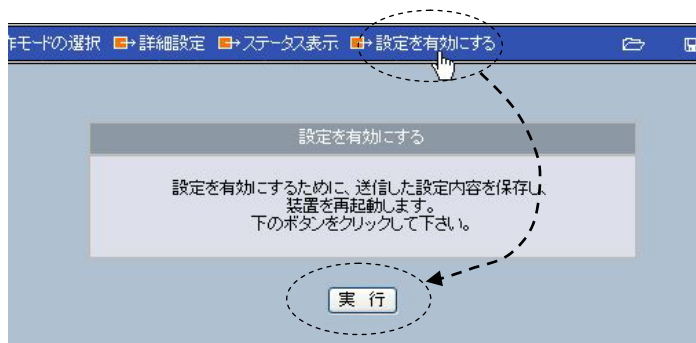 作モードの選択 詳細設定 ステータス表示 設定を有効にする
設定を有効にする
設定を有効にするために、送信した設定内容を保存し、
装置を再起動します。
下のボタンをクリックして下さい。
実 行